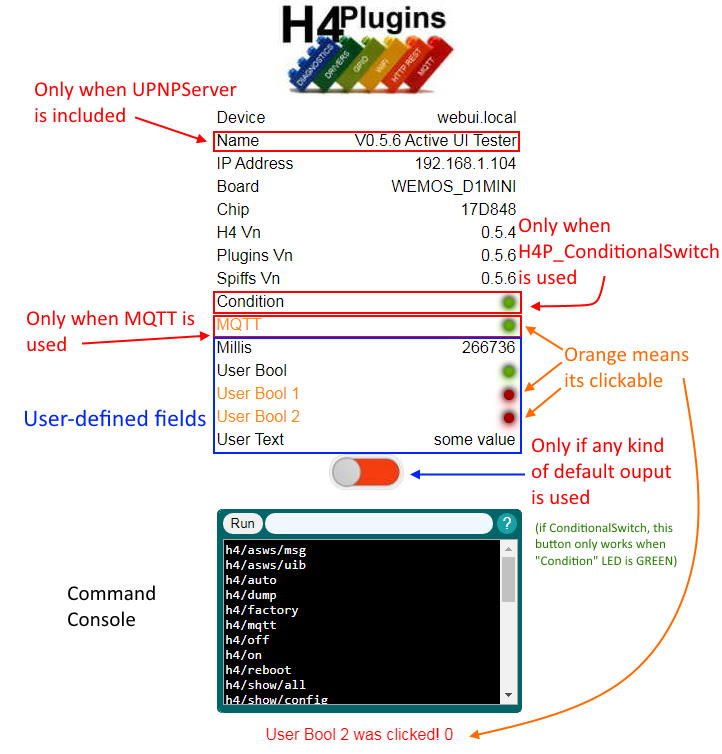 H4Plugins
DIAGNOSTICS
DRIVERS
GPIO
WiFi
HTTP REST
MQTT
Only when UPNPServer
is included
Device webui.local
Name V0.5.6 Active UI Tester
IP Address 192.168.1.104
Board WEMOS_D1MINI
Chip 17D848
H4 Vn 0.5.4
Plugins Vn 0.5.6
Spiffs Vn 0.5.6
Only when
H4P_ConditionalSwitch
is used
Condition
Only when MQTT is
used
MQTT
Millis 266736
User Bool
User Bool 1
User Bool 2
User Text some value
Orange means
its clickable
User-defined fields
Only if any kind
of default ouput
is used
(if ConditionalSwitch, this
button only works when
"Condition" LED is GREEN)
Run ?
h4/asws/msg
h4/asws/uib
h4/auto
h4/dump
h4/factory
h4/mqtt
h4/off
h4/on
h4/reboot
h4/show/all
h4/show/config
Command
Console
User Bool 2 was clicked! 0